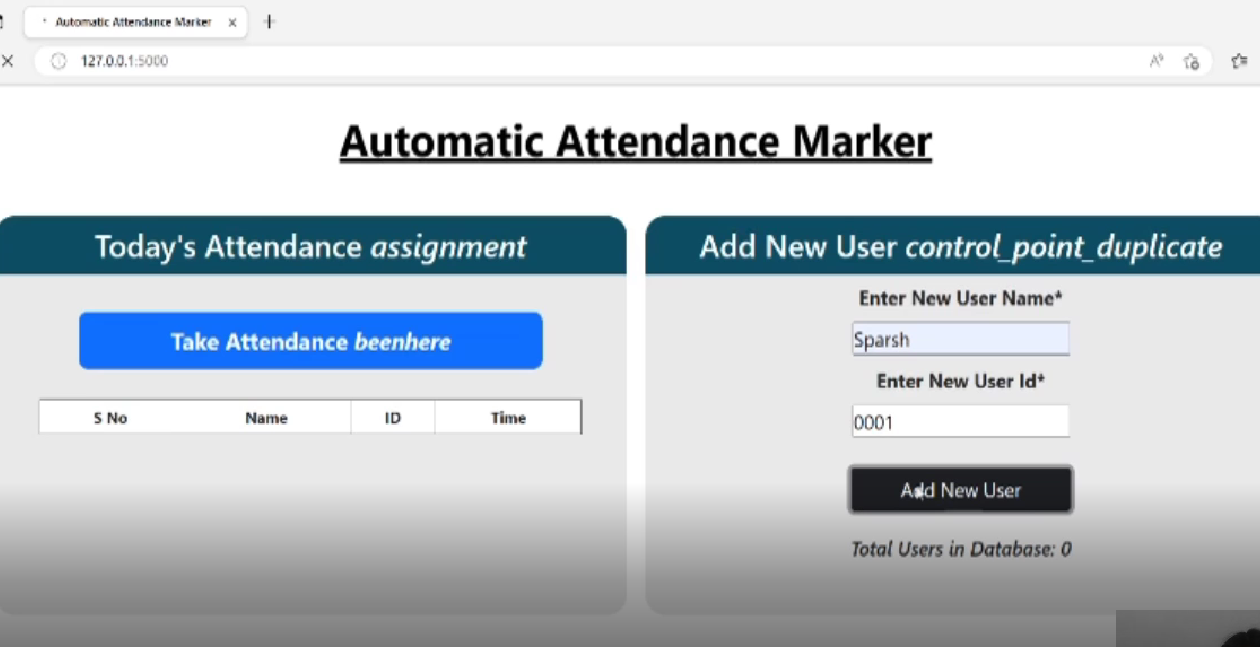 Automatic Attendance Marker
127.0.0.1:5000
Automatic Attendance Marker
Today's Attendance assignment
Take Attendance beenhere
S No Name ID Time
Add New User control_point_duplicate
Enter New User Name*
Sparsh
Enter New User Id*
0001
Add New User
Total Users in Database: 0